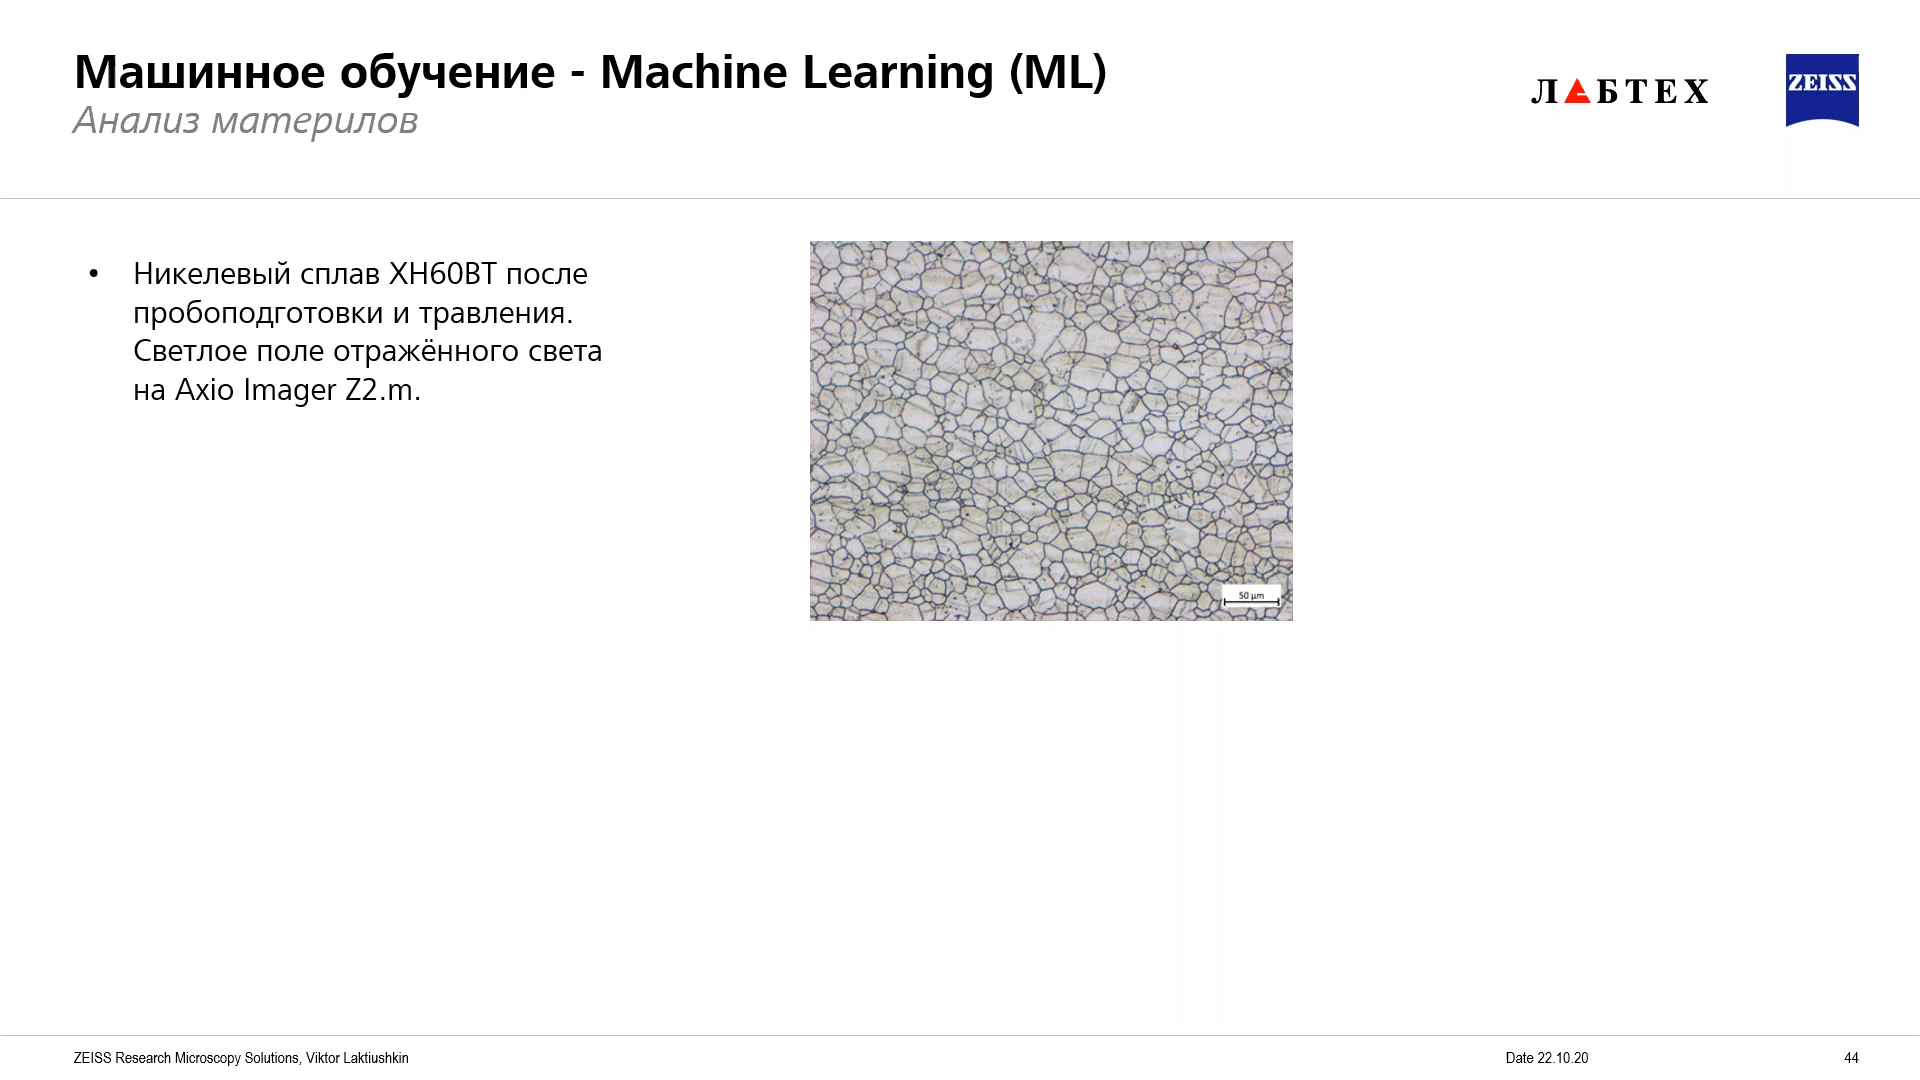 Машинное обучение - Machine Learning (ML)
Анализ материлов
ЛАБТЕХ
ZEISS
• Никелевый сплав ХН60ВТ после
пробоподготовки и травления.
Светлое поле отражённого света
на Axio Imager Z2.m.
50 µm
ZEISS Research Microscopy Solutions, Viktor Laktiushkin
Date 22.10.20
44